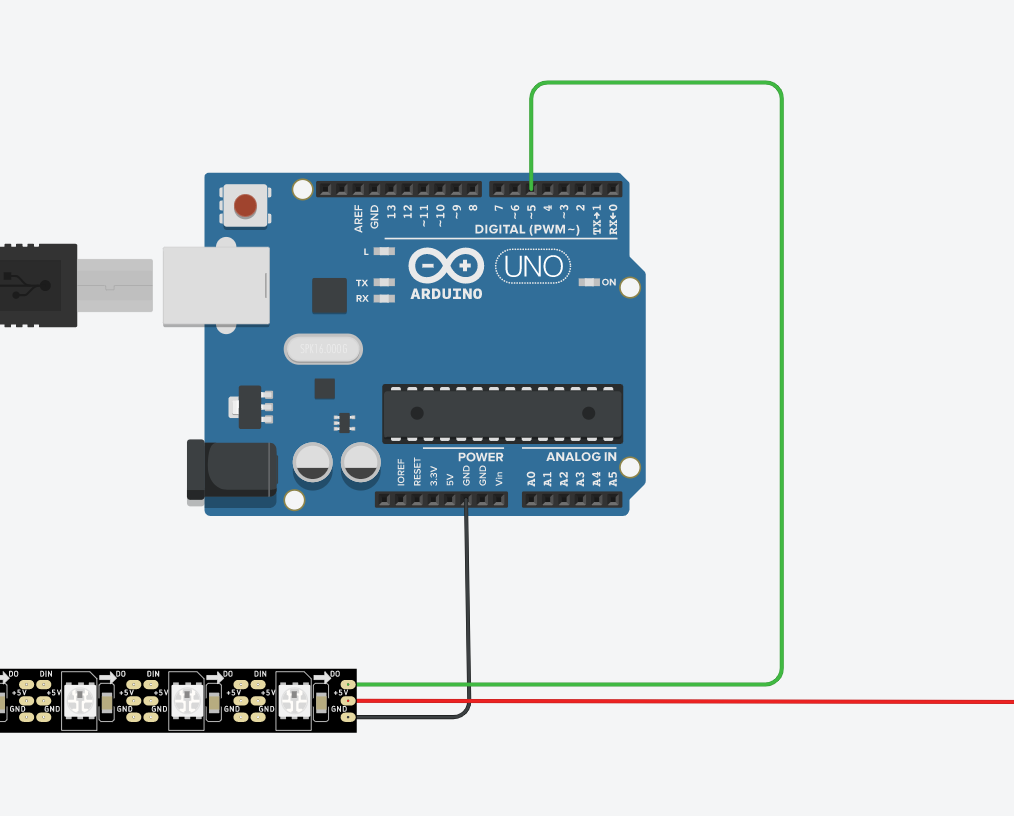 AREF
GND
13
12
~11
~10
~9
8
7
~6
~5
4
~3
2
TX→1
RX←0
DIGITAL (PWM~)
L
TX
RX
ARDUINO
UNO
ON
SPK16.000G
POWER
ANALOG IN
IOREF
RESET
3.3V
5V
GND
GND
Vin
A0
A1
A2
A3
A4
A5
DO DIN DO DIN DO DIN DO
+5V +5V +5V +5V +5V +5V +5V
GND GND GND GND GND GND GND